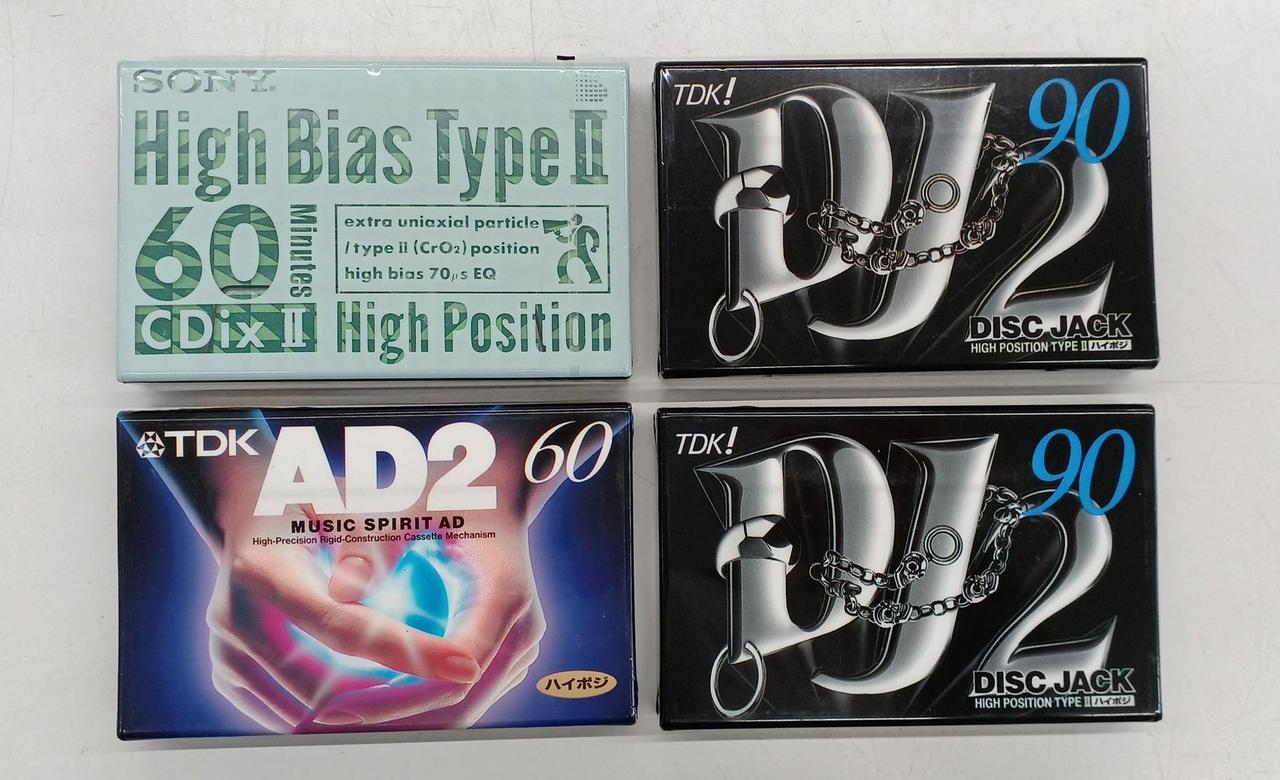 SONY
High Bias Type II
60 Minutes
extra uniaxial particle
/ type II (CrO2) position
high bias 70μs EQ
CDix II High Position
TDK!
90
DJ2
DISC JACK
HIGH POSITION TYPE II ハイポジ
TDK AD2 60
MUSIC SPIRIT AD
High-Precision Rigid-Construction Cassette Mechanism
ハイポジ
TDK!
90
DJ2
DISC JACK
HIGH POSITION TYPE II ハイポジ